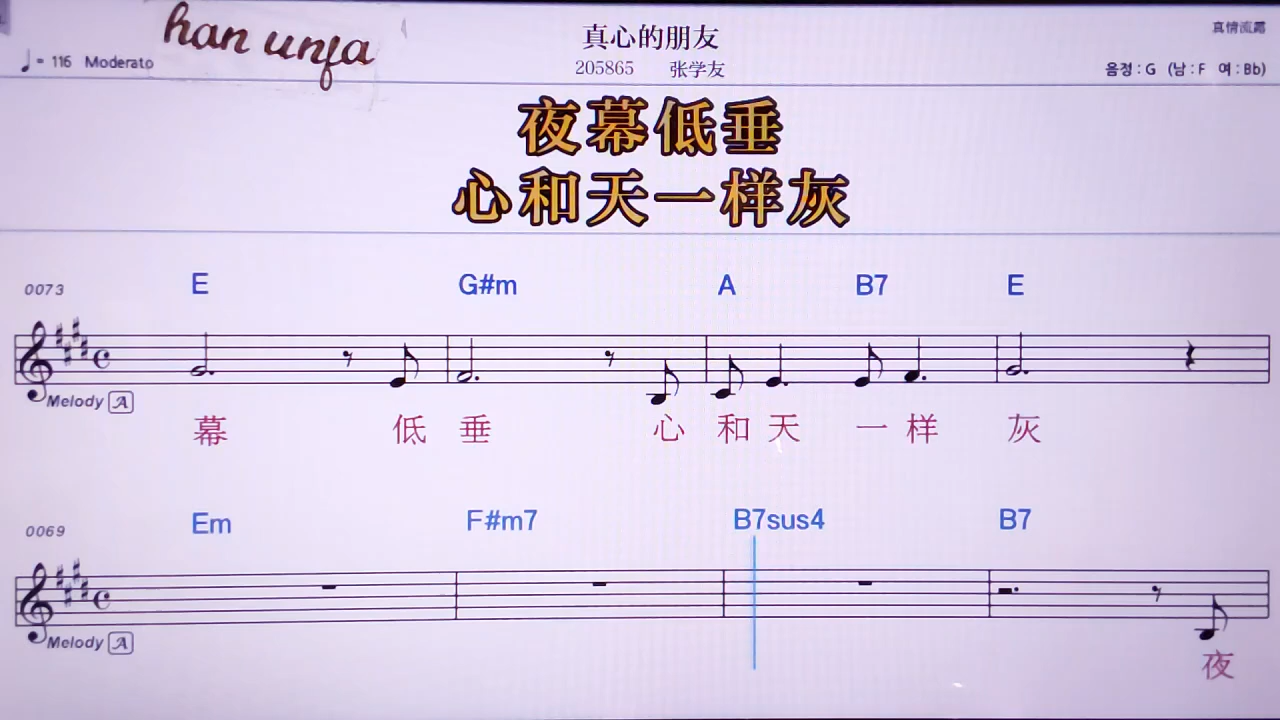 han unfa
真心的朋友
真情流露
♩= 116 Moderato
205865 张学友
음정 : G (남 : F 여 : Bb)
夜幕低垂
心和天一样灰
0073 E G#m A B7 E
Melody A
幕 低 垂 心 和 天 一 样 灰
0069 Em F#m7 B7sus4 B7
Melody A
夜